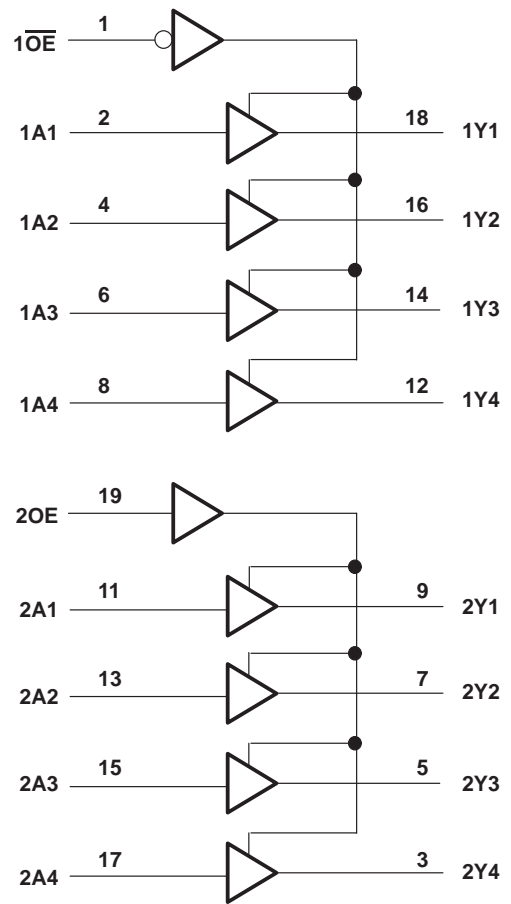 1O̅E̅ 1
1A1 2 18 1Y1
1A2 4 16 1Y2
1A3 6 14 1Y3
1A4 8 12 1Y4
2OE 19
2A1 11 9 2Y1
2A2 13 7 2Y2
2A3 15 5 2Y3
2A4 17 3 2Y4